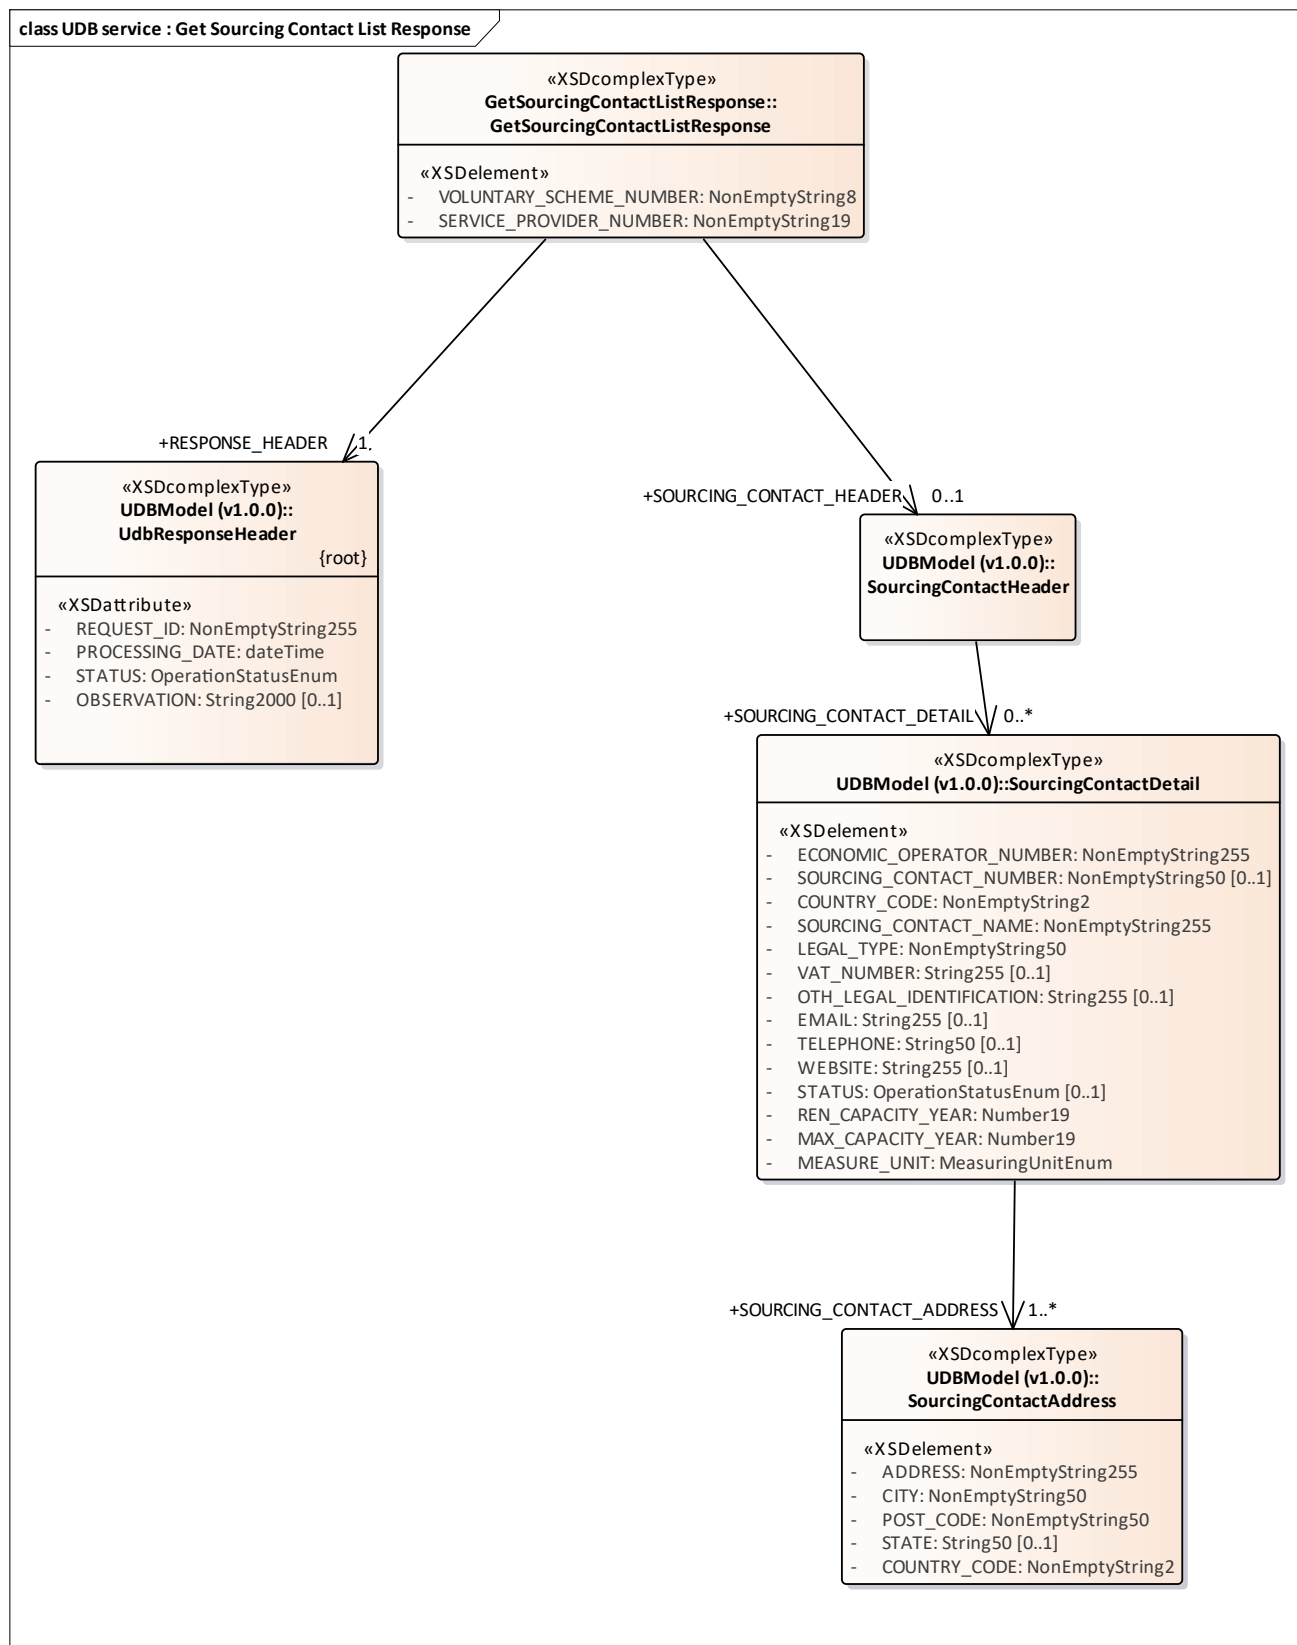 class UDB service : Get Sourcing Contact List Response
«XSDcomplexType»
GetSourcingContactListResponse::
GetSourcingContactListResponse
«XSDelement»
- VOLUNTARY_SCHEME_NUMBER: NonEmptyString8
- SERVICE_PROVIDER_NUMBER: NonEmptyString19
+RESPONSE_HEADER 1,
«XSDcomplexType»
UDBModel (v1.0.0)::
UdbResponseHeader
{root}
«XSDattribute»
- REQUEST_ID: NonEmptyString255
- PROCESSING_DATE: dateTime
- STATUS: OperationStatusEnum
- OBSERVATION: String2000 [0..1]
+SOURCING_CONTACT_HEADER 0..1
«XSDcomplexType»
UDBModel (v1.0.0)::
SourcingContactHeader
+SOURCING_CONTACT_DETAIL 0..*
«XSDcomplexType»
UDBModel (v1.0.0)::SourcingContactDetail
«XSDelement»
- ECONOMIC_OPERATOR_NUMBER: NonEmptyString255
- SOURCING_CONTACT_NUMBER: NonEmptyString50 [0..1]
- COUNTRY_CODE: NonEmptyString2
- SOURCING_CONTACT_NAME: NonEmptyString255
- LEGAL_TYPE: NonEmptyString50
- VAT_NUMBER: String255 [0..1]
- OTH_LEGAL_IDENTIFICATION: String255 [0..1]
- EMAIL: String255 [0..1]
- TELEPHONE: String50 [0..1]
- WEBSITE: String255 [0..1]
- STATUS: OperationStatusEnum [0..1]
- REN_CAPACITY_YEAR: Number19
- MAX_CAPACITY_YEAR: Number19
- MEASURE_UNIT: MeasuringUnitEnum
+SOURCING_CONTACT_ADDRESS 1..*
«XSDcomplexType»
UDBModel (v1.0.0)::
SourcingContactAddress
«XSDelement»
- ADDRESS: NonEmptyString255
- CITY: NonEmptyString50
- POST_CODE: NonEmptyString50
- STATE: String50 [0..1]
- COUNTRY_CODE: NonEmptyString2